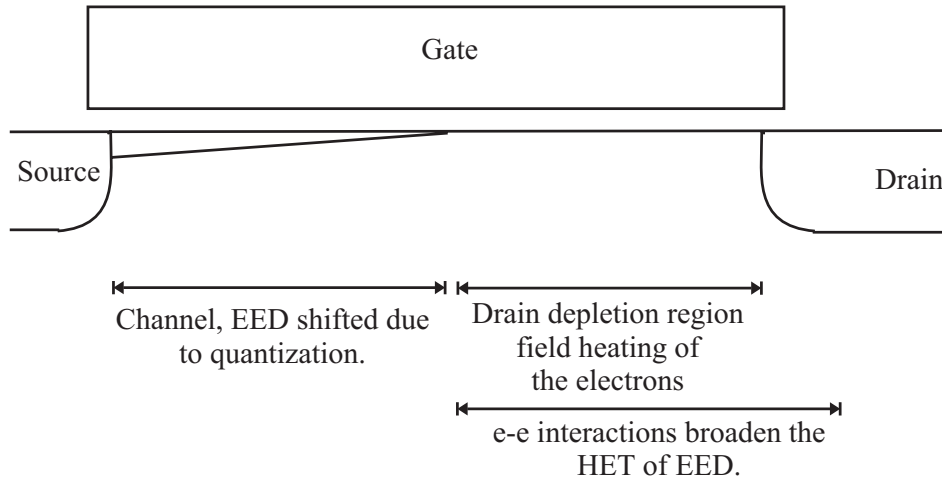 Gate
Source
Drain
Channel, EED shifted due
to quantization.
Drain depletion region
field heating of
the electrons
e-e interactions broaden the
HET of EED.